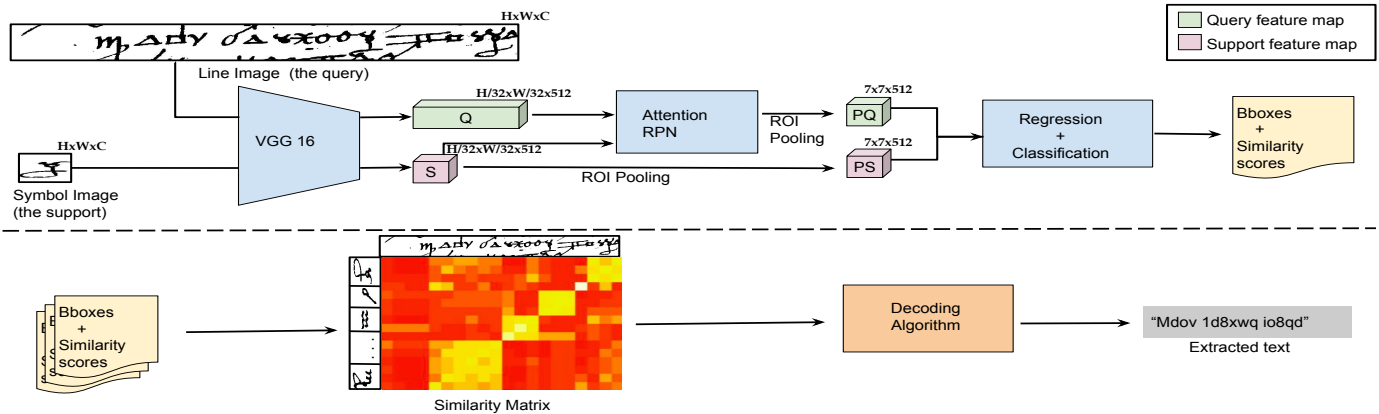 HxWxC
Line Image (the query)
Query feature map
Support feature map
HxWxC
Symbol Image
(the support)
VGG 16
H/32xW/32x512
Q
H/32xW/32x512
S
Attention
RPN
ROI
Pooling
ROI Pooling
7x7x512
PQ
7x7x512
PS
Regression
+
Classification
Bboxes
+
Similarity
scores
Bboxes
+
Similarity
scores
Similarity Matrix
Decoding
Algorithm
“Mdov 1d8xwq io8qd”
Extracted text